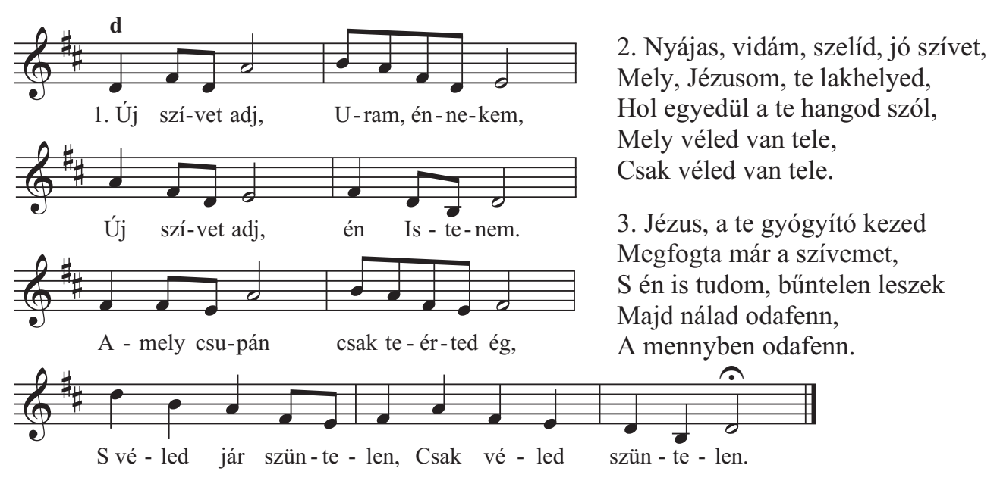 d
1. Új szí-vet adj, U-ram, én-ne-kem,
Új szí-vet adj, én Is-te-nem.
A-mely csu-pán csak te-ér-ted ég,
S vé-led jár szün-te-len, Csak vé-led szün-te-len.
2. Nyájas, vidám, szelíd, jó szívet,
Mely, Jézusom, te lakhelyed,
Hol egyedül a te hangod szól,
Mely véled van tele,
Csak véled van tele.
3. Jézus, a te gyógyító kezed
Megfogta már a szívemet,
S én is tudom, bűntelen leszek
Majd nálad odafenn,
A mennyben odafenn.